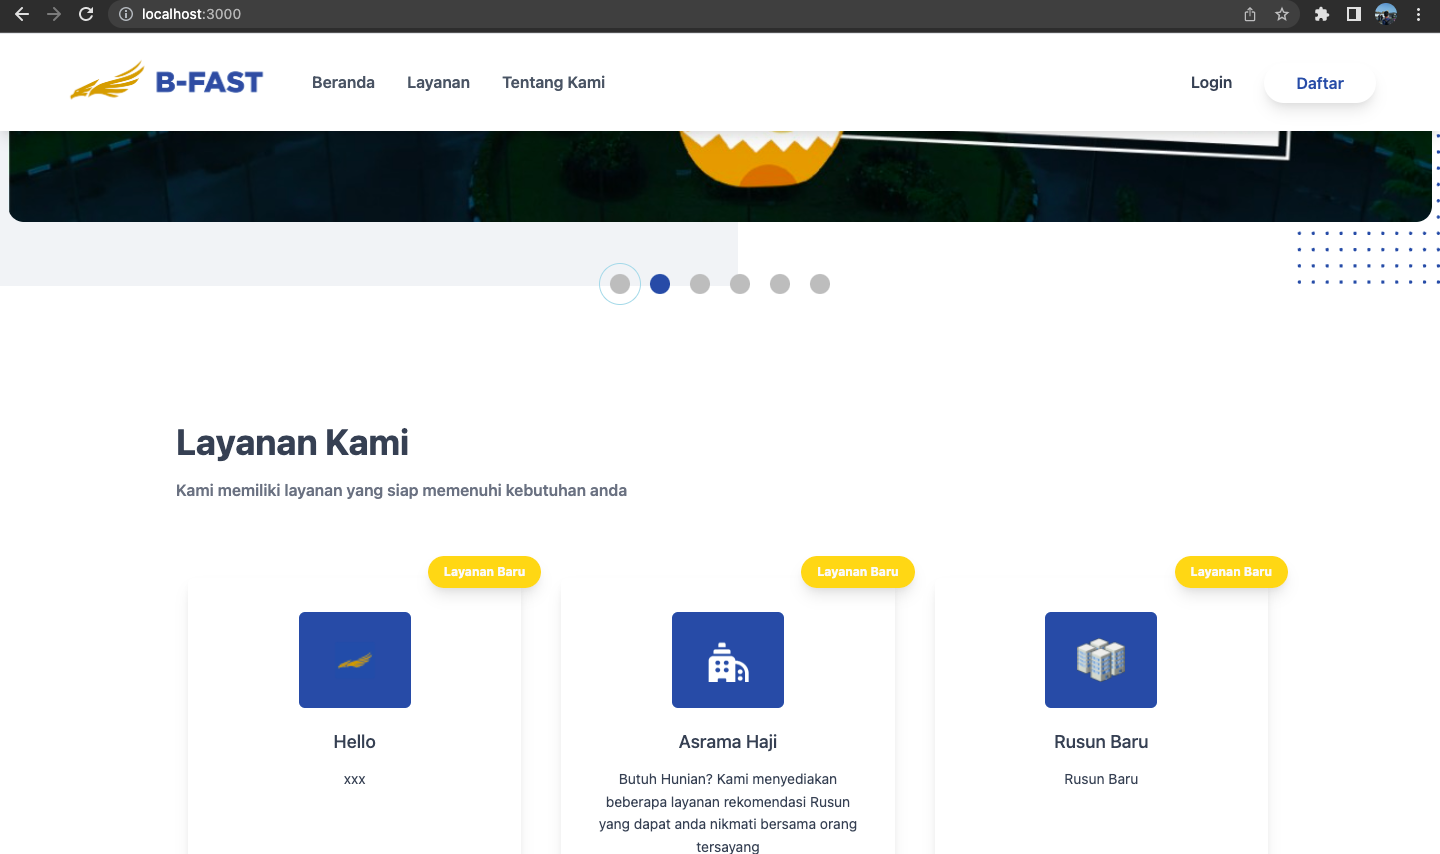 localhost:3000
B-FAST
Beranda
Layanan
Tentang Kami
Login
Daftar
Layanan Kami
Kami memiliki layanan yang siap memenuhi kebutuhan anda
Layanan Baru
Hello
xxx
Layanan Baru
Asrama Haji
Butuh Hunian? Kami menyediakan
beberapa layanan rekomendasi Rusun
yang dapat anda nikmati bersama orang
tersayang
Layanan Baru
Rusun Baru
Rusun Baru